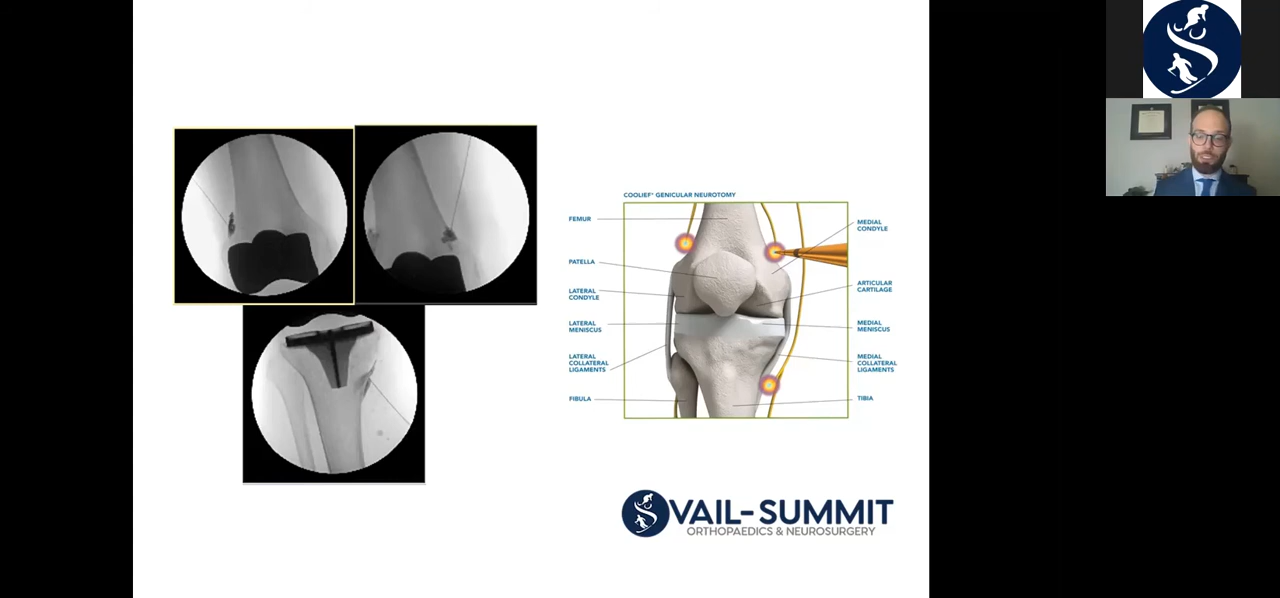 COOLIEF* GENICULAR NEUROTOMY
FEMUR
PATELLA
LATERAL
CONDYLE
LATERAL
MENISCUS
LATERAL
COLLATERAL
LIGAMENTS
FIBULA
MEDIAL
CONDYLE
ARTICULAR
CARTILAGE
MEDIAL
MENISCUS
MEDIAL
COLLATERAL
LIGAMENTS
TIBIA
VAIL-SUMMIT
ORTHOPAEDICS & NEUROSURGERY